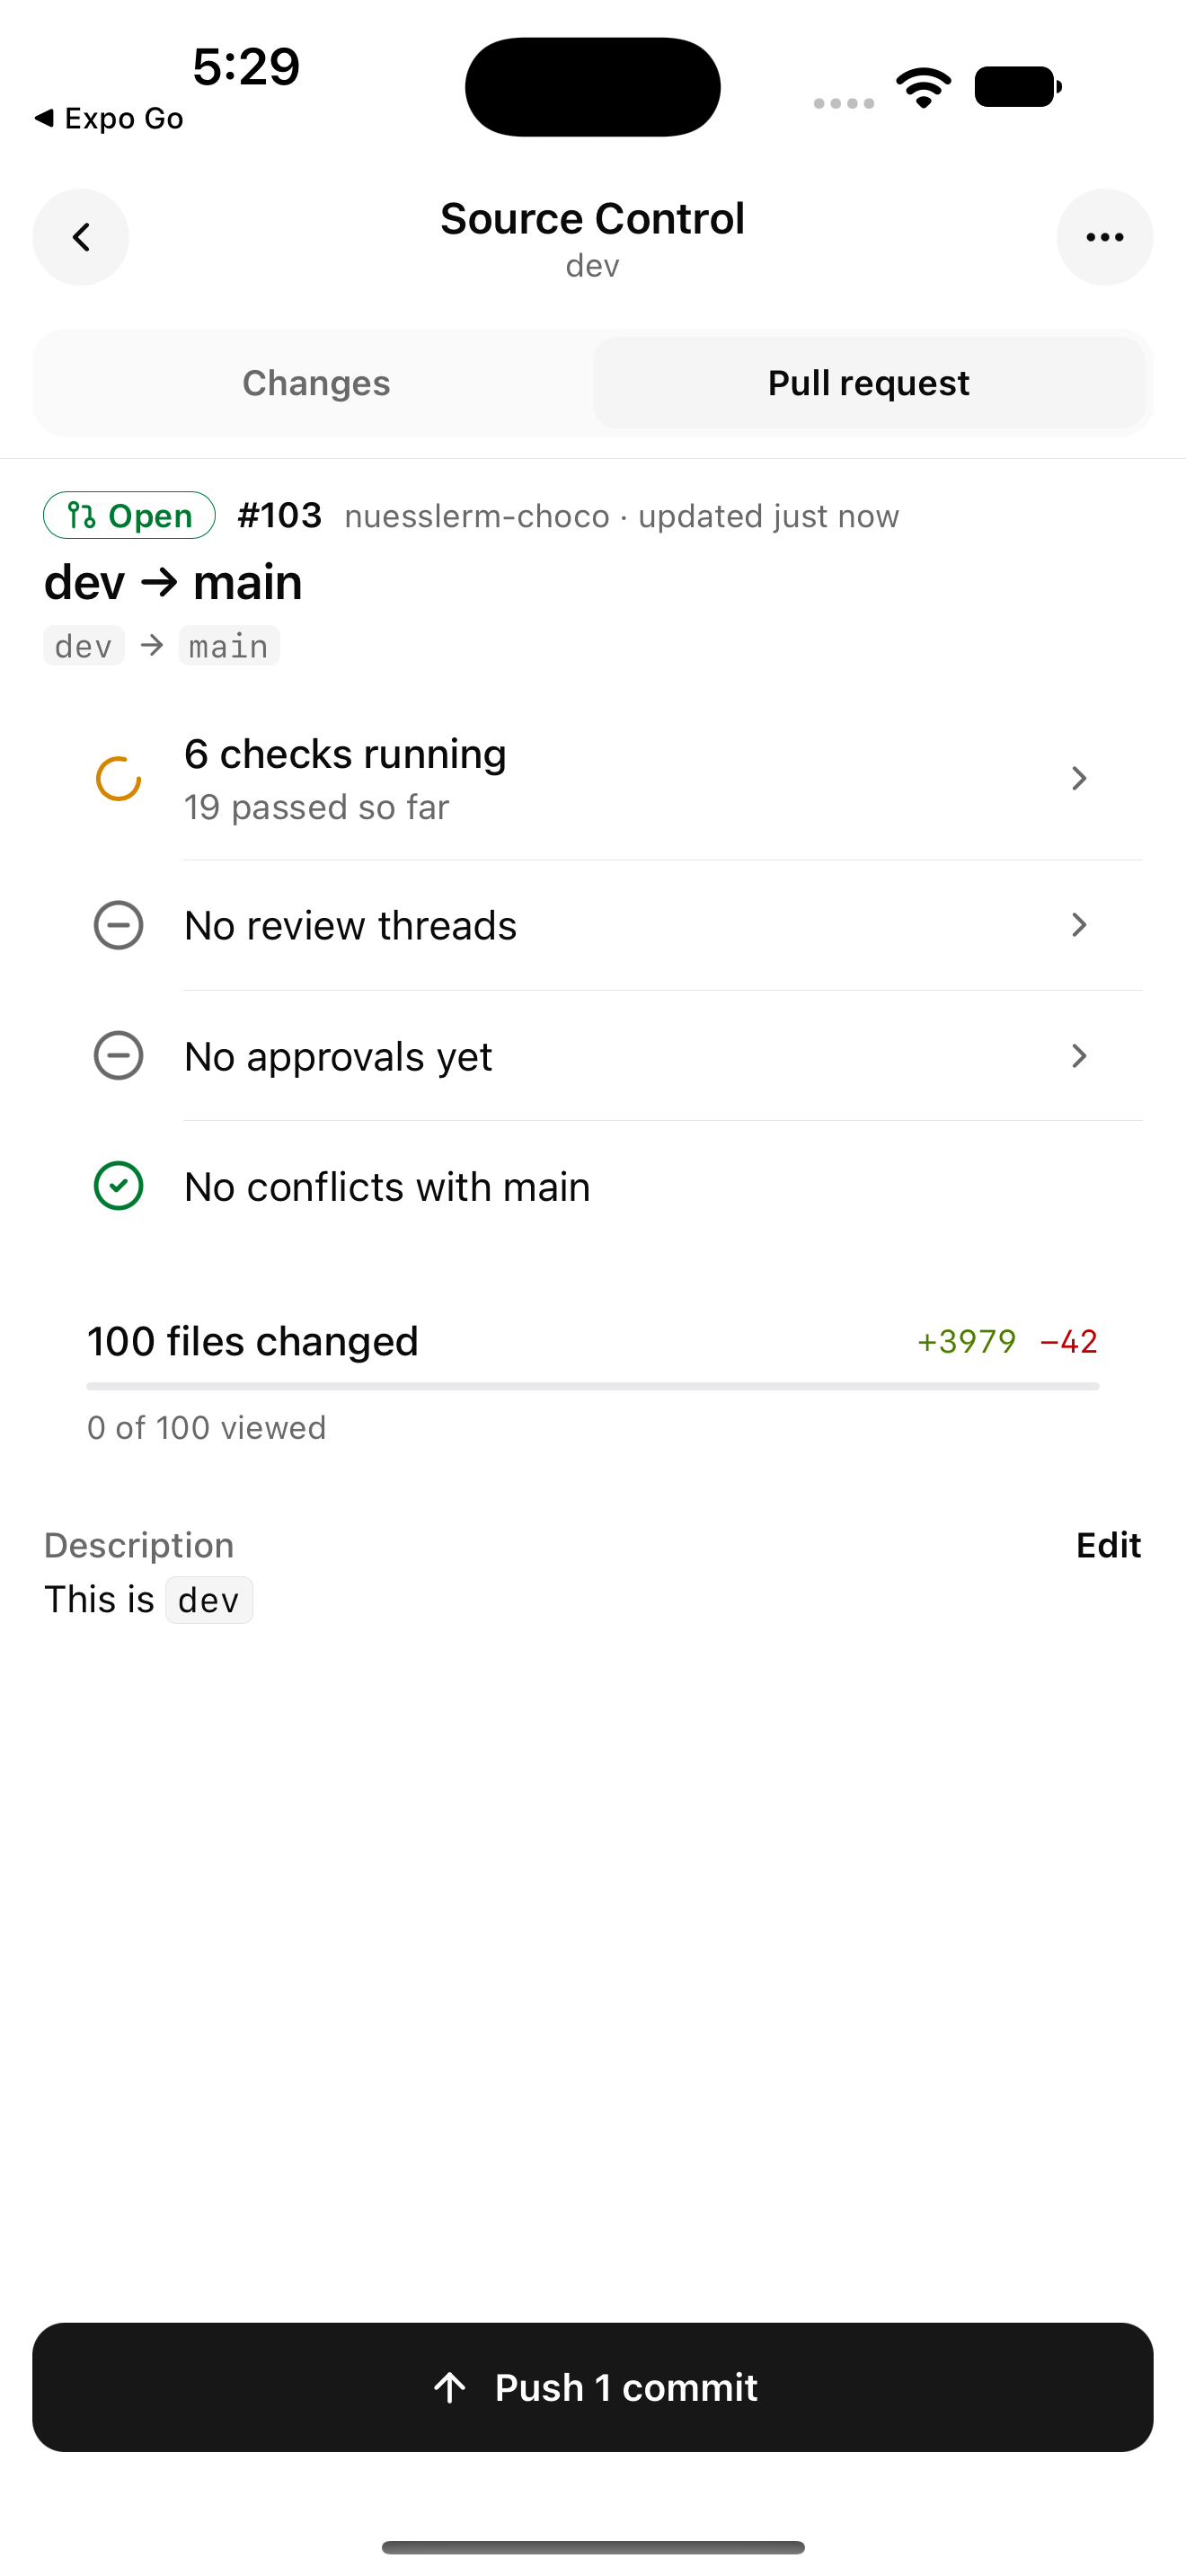 5:29
◀ Expo Go
Source Control
dev
Changes
Pull request
Open #103 nuesslerm-choco · updated just now
dev → main
dev → main
6 checks running
19 passed so far
No review threads
No approvals yet
No conflicts with main
100 files changed +3979 −42
0 of 100 viewed
Description Edit
This is dev
Push 1 commit